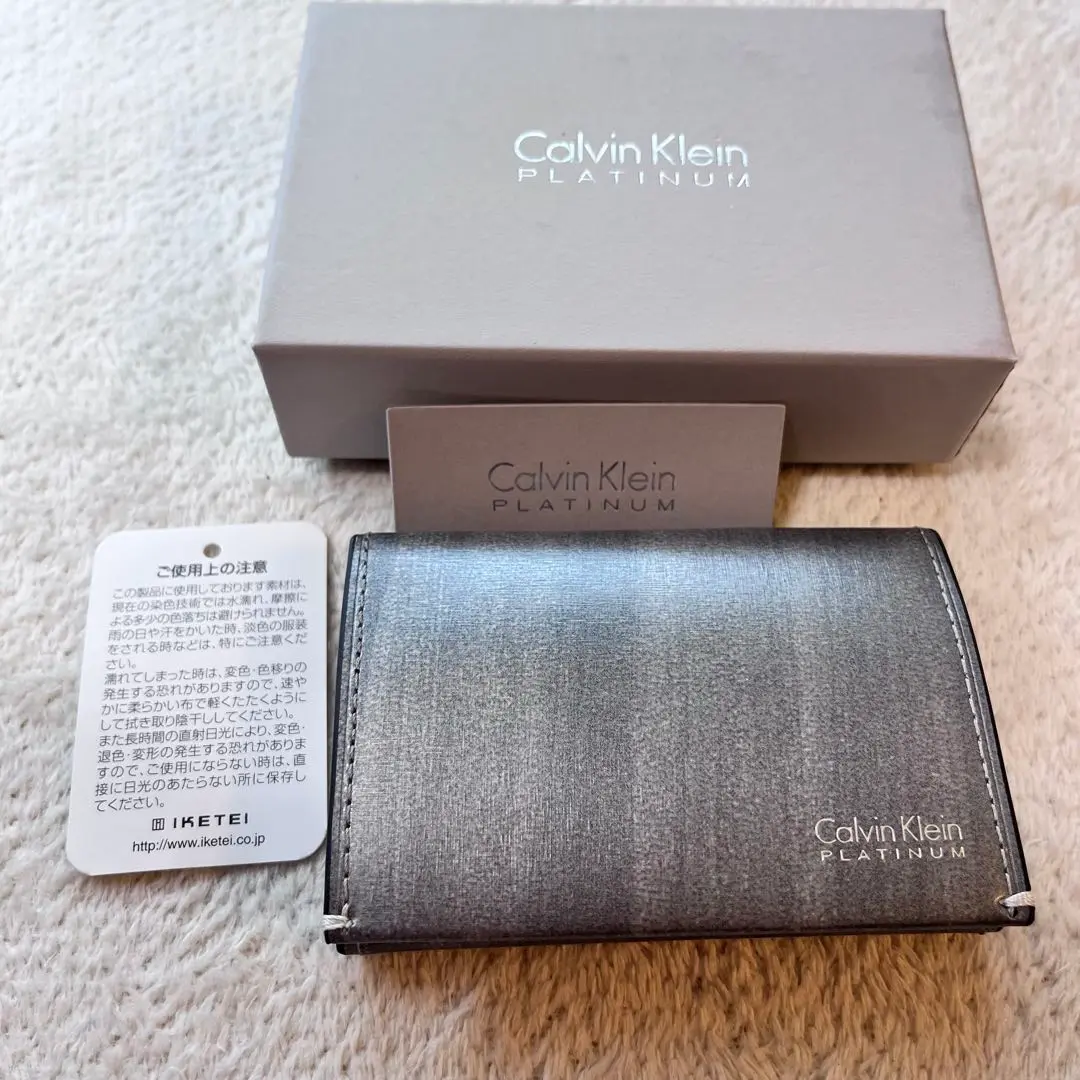 Calvin Klein
PLATINUM
Calvin Klein
PLATINUM
ご使用上の注意
この製品に使用しております素材は、
現在の染色技術では水濡れ、摩擦に
よる多少の色落ちは避けられません。
雨の日や汗をかいた時、淡色の服装
をされる時などは、特にご注意くだ
さい。
濡れてしまった時は、変色・色移りの
発生する恐れがありますので、速や
かに柔らかい布で軽くたたくように
して拭き取り陰干ししてください。
また長時間の直射日光により、変色・
退色・変形の発生する恐れがありま
すので、ご使用にならない時は、直
接に日光のあたらない所に保存し
てください。
IKETEI
http://www.iketei.co.jp
Calvin Klein
PLATINUM